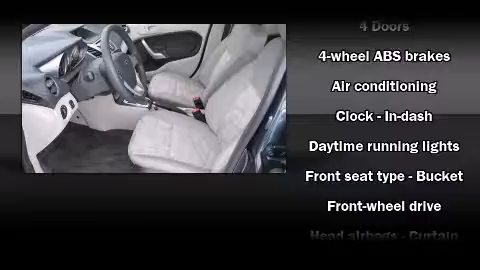 4 Doors
4-wheel ABS brakes
Air conditioning
Clock - In-dash
Daytime running lights
Front seat type - Bucket
Front-wheel drive
Head airbags - Curtain